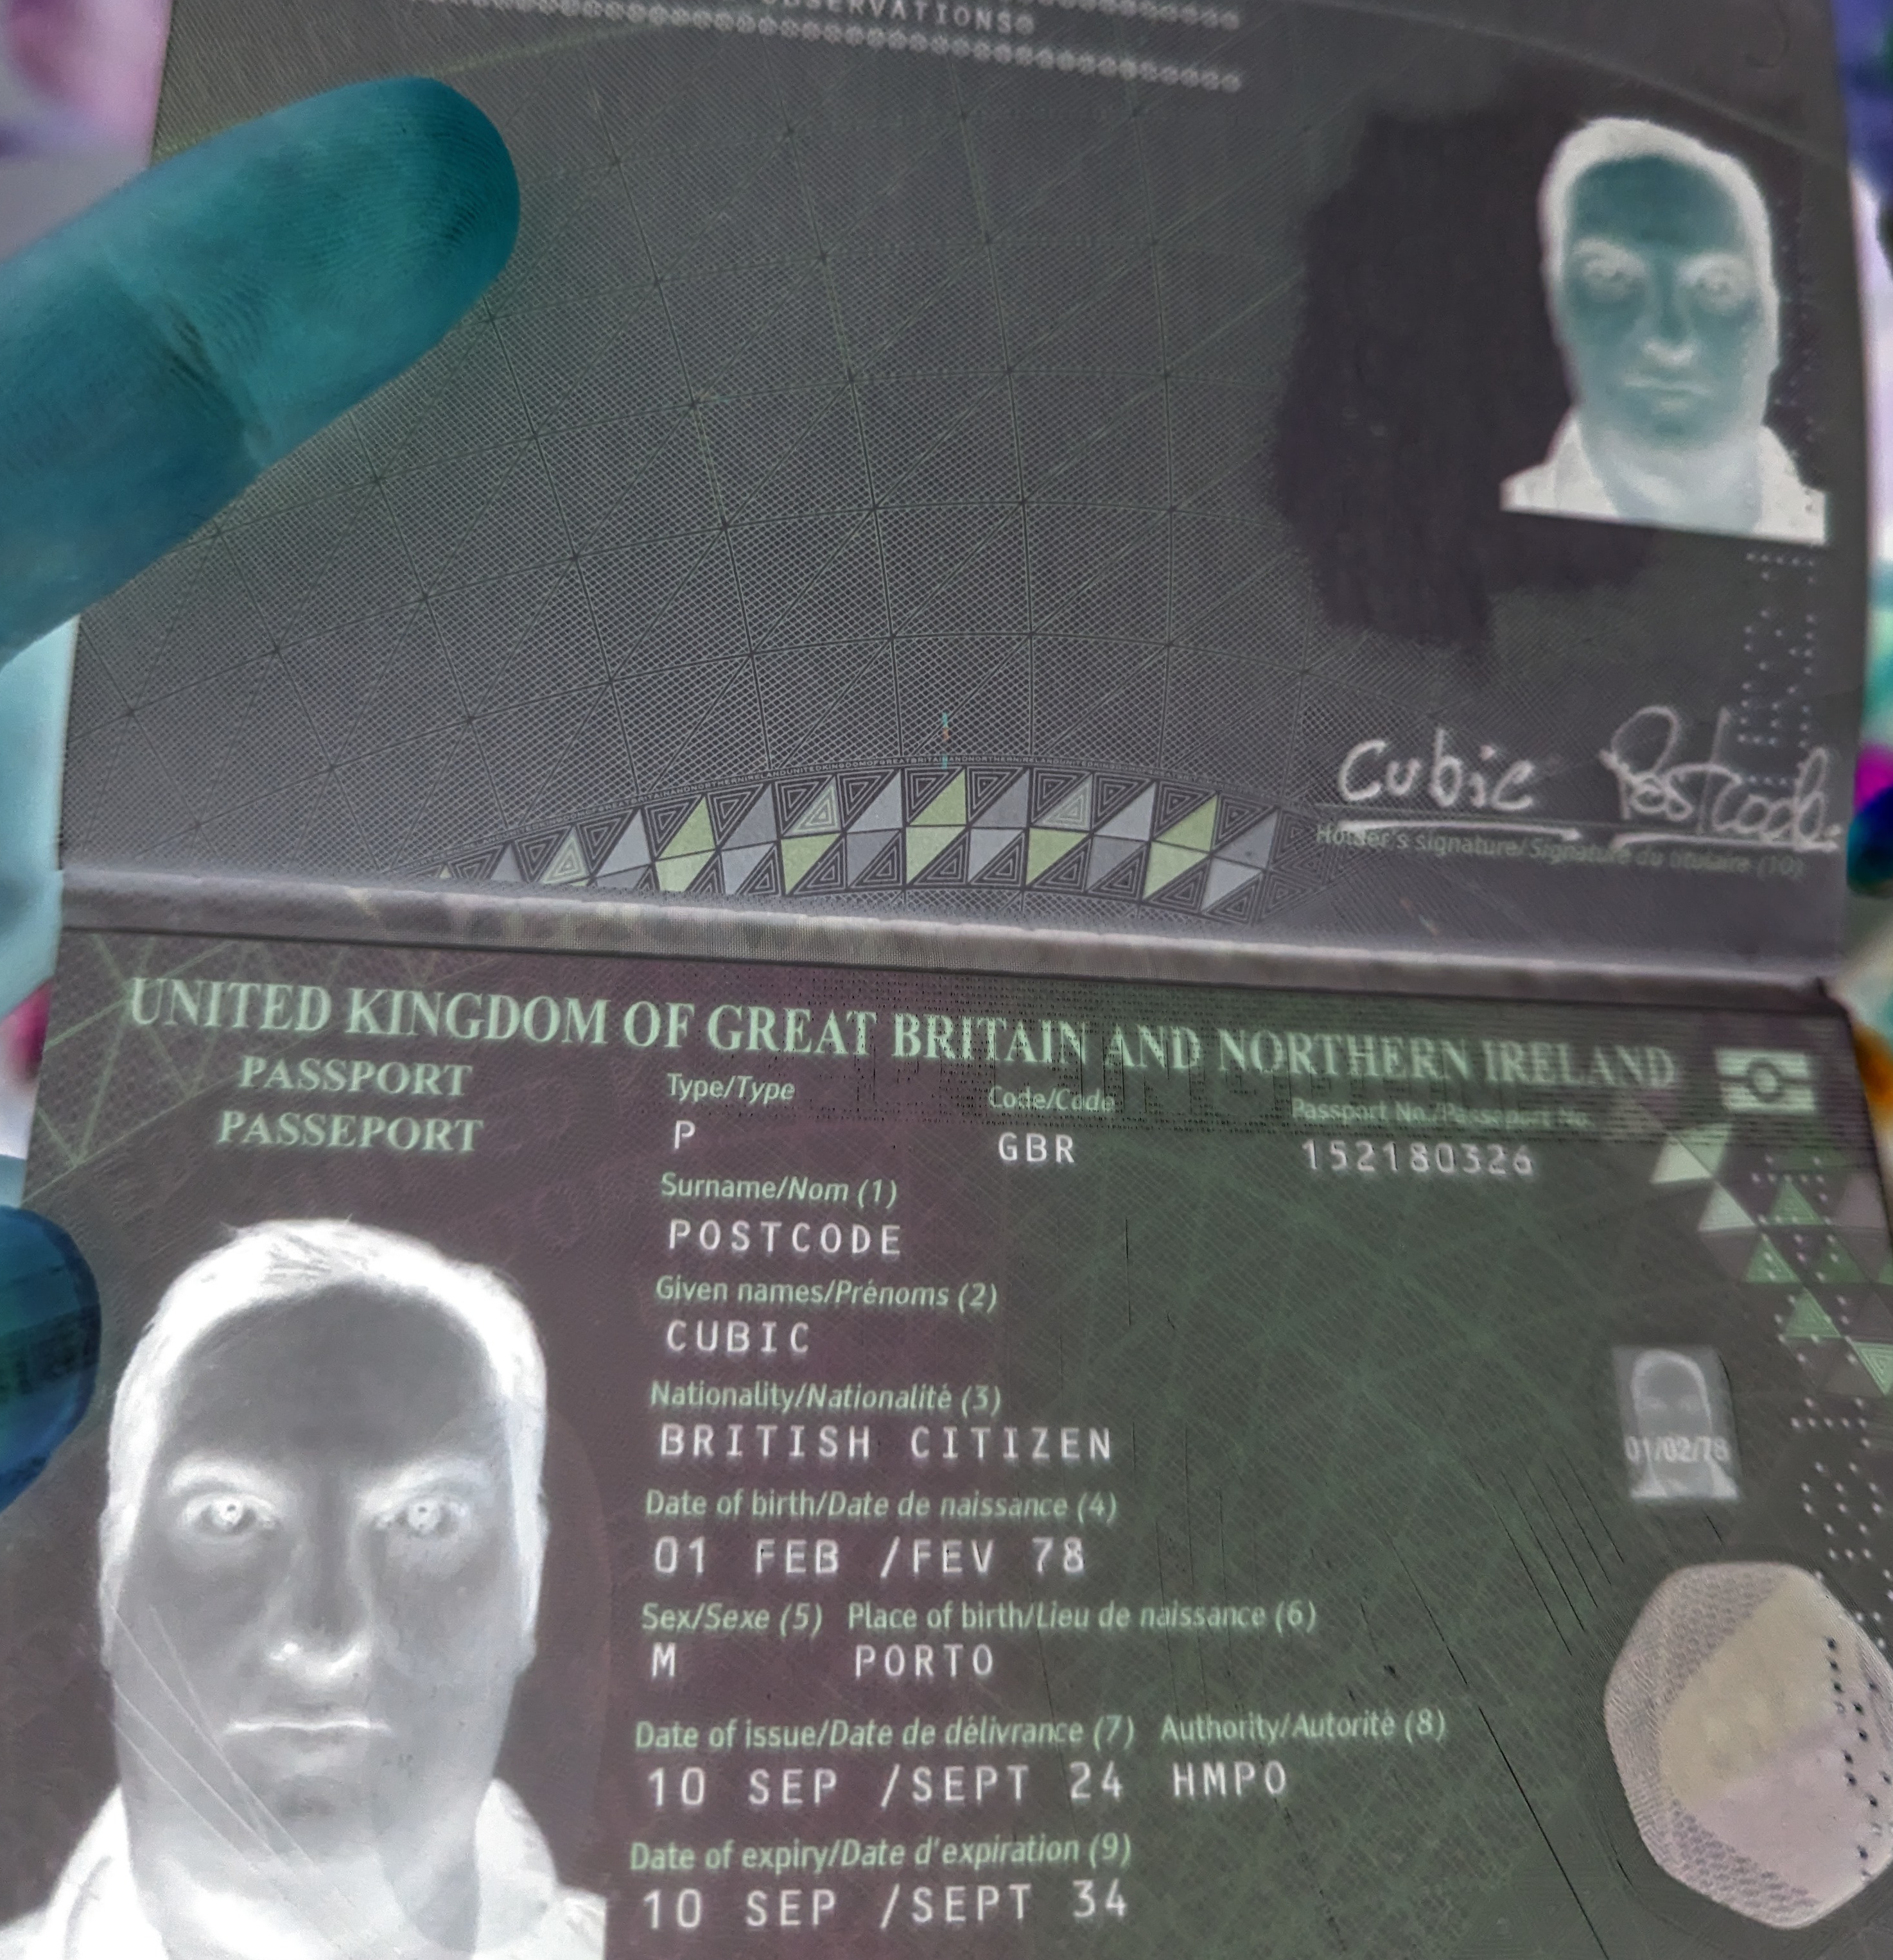 OBSERVATIONS
Cubic Postcode
Holder's signature/Signature du titulaire (10)
UNITED KINGDOM OF GREAT BRITAIN AND NORTHERN IRELAND
PASSPORT Type/Type Code/Code Passport No./Passeport No.
PASSEPORT P GBR 152180326
Surname/Nom (1)
POSTCODE
Given names/Prénoms (2)
CUBIC
Nationality/Nationalité (3)
BRITISH CITIZEN
01/02/78
Date of birth/Date de naissance (4)
01 FEB /FEV 78
Sex/Sexe (5) Place of birth/Lieu de naissance (6)
M PORTO
Date of issue/Date de délivrance (7) Authority/Autorité (8)
10 SEP /SEPT 24 HMPO
Date of expiry/Date d'expiration (9)
10 SEP /SEPT 34